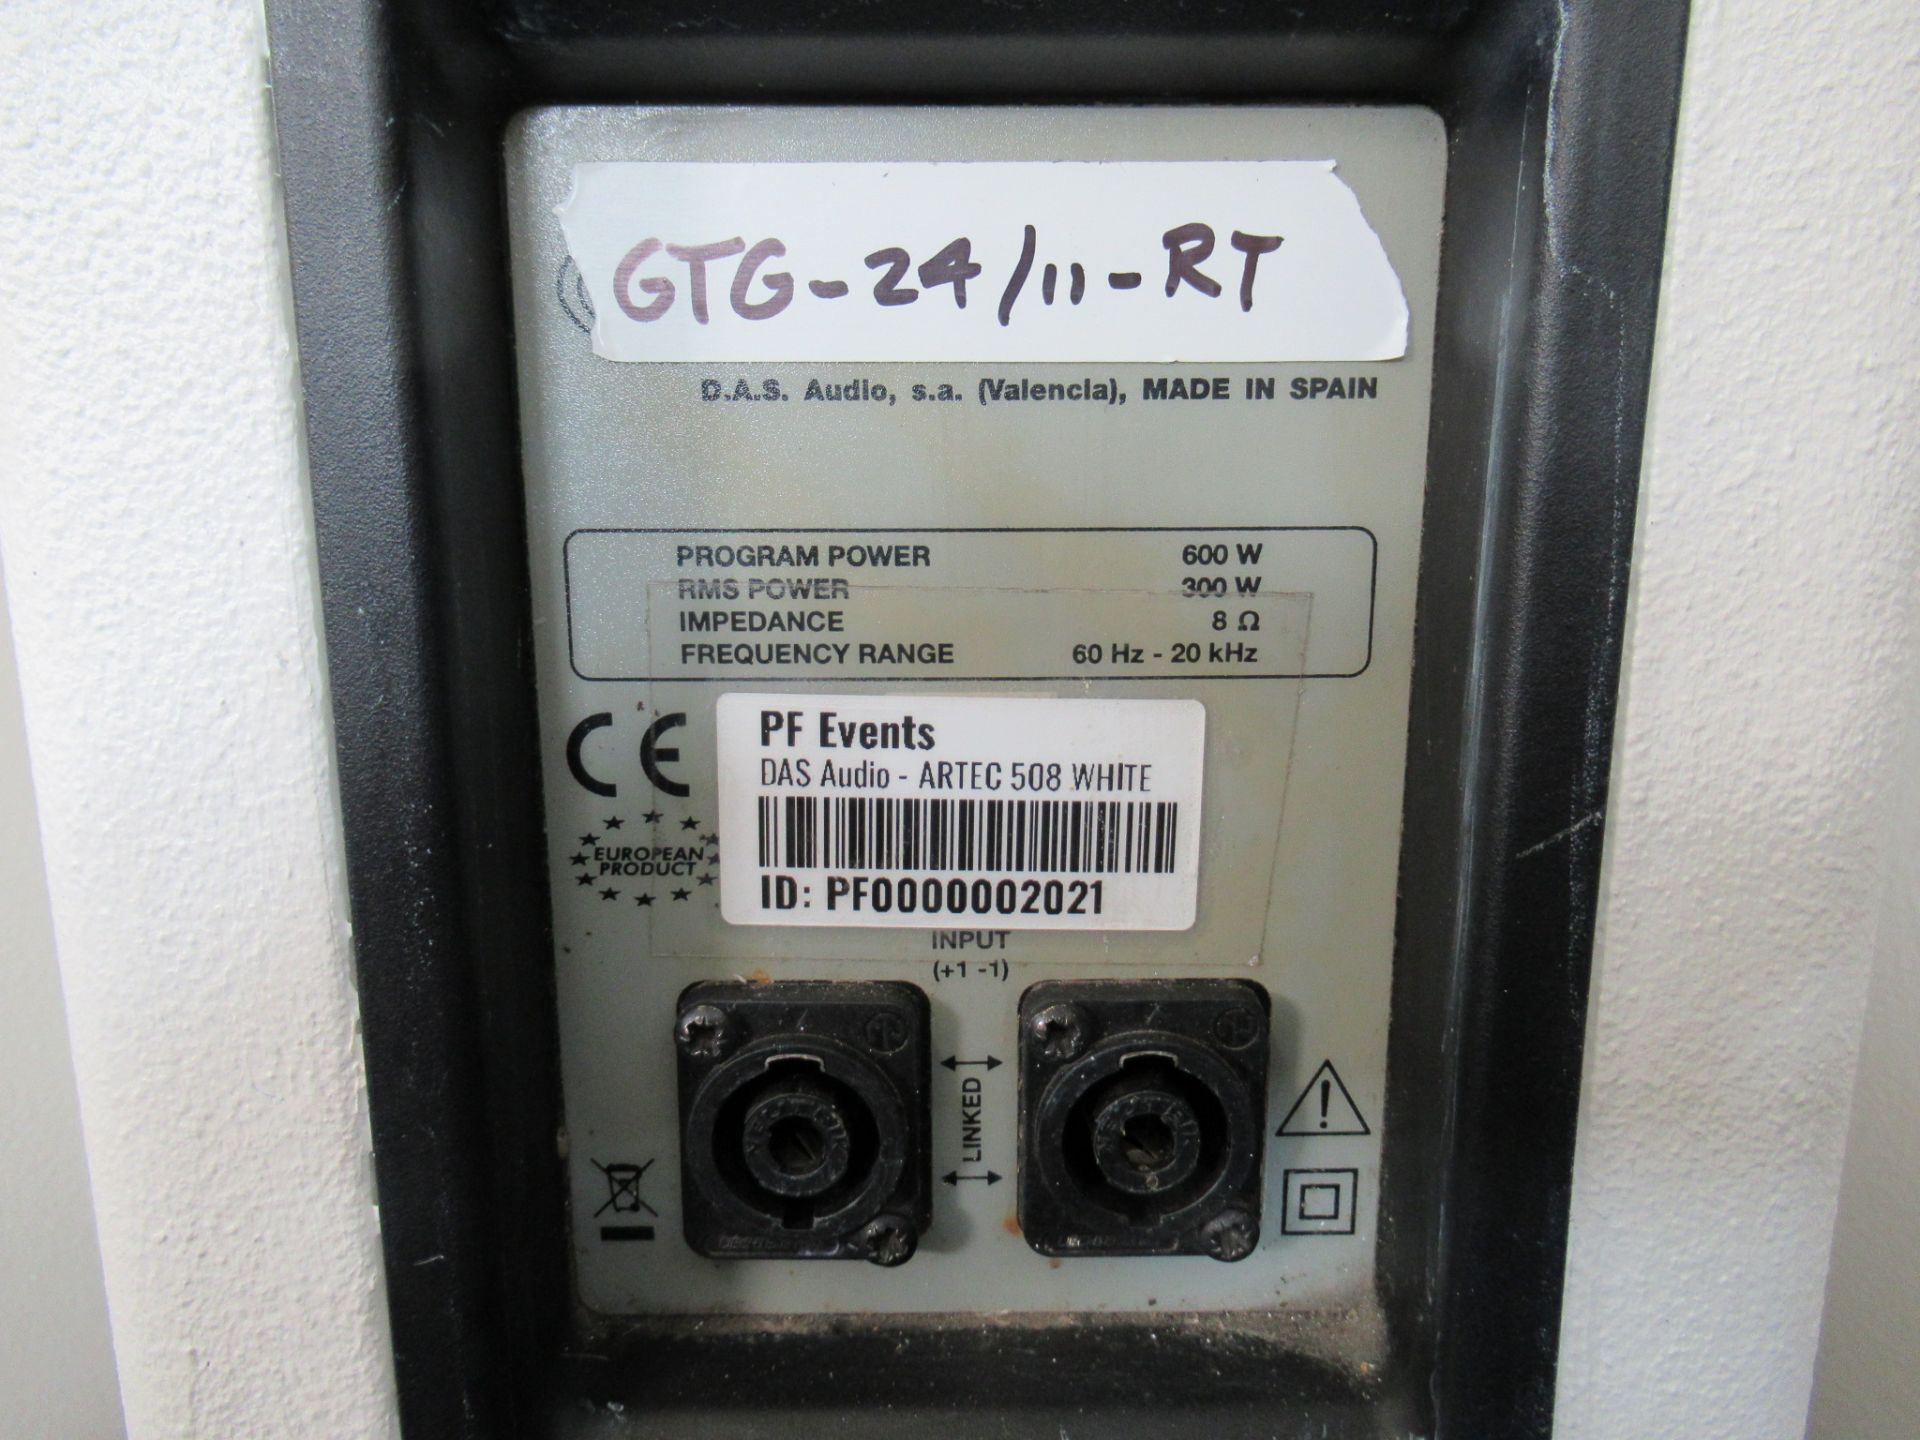 GTG-24/11-RT
D.A.S. Audio, s.a. (Valencia), MADE IN SPAIN
PROGRAM POWER 600 W
RMS POWER 300 W
IMPEDANCE 8 Ω
FREQUENCY RANGE 60 Hz - 20 kHz
CE
PF Events
DAS Audio - ARTEC 508 WHITE
EUROPEAN
PRODUCT
ID: PF0000002021
INPUT
(+1 -1)
LINKED